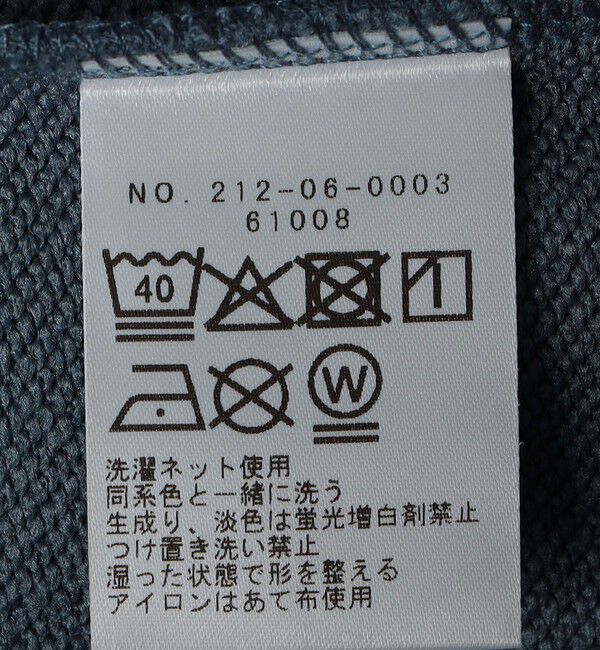 NO. 212-06-0003
61008
40
W
洗濯ネット使用
同系色と一緒に洗う
生成り、淡色は蛍光増白剤禁止
つけ置き洗い禁止
湿った状態で形を整える
アイロンはあて布使用